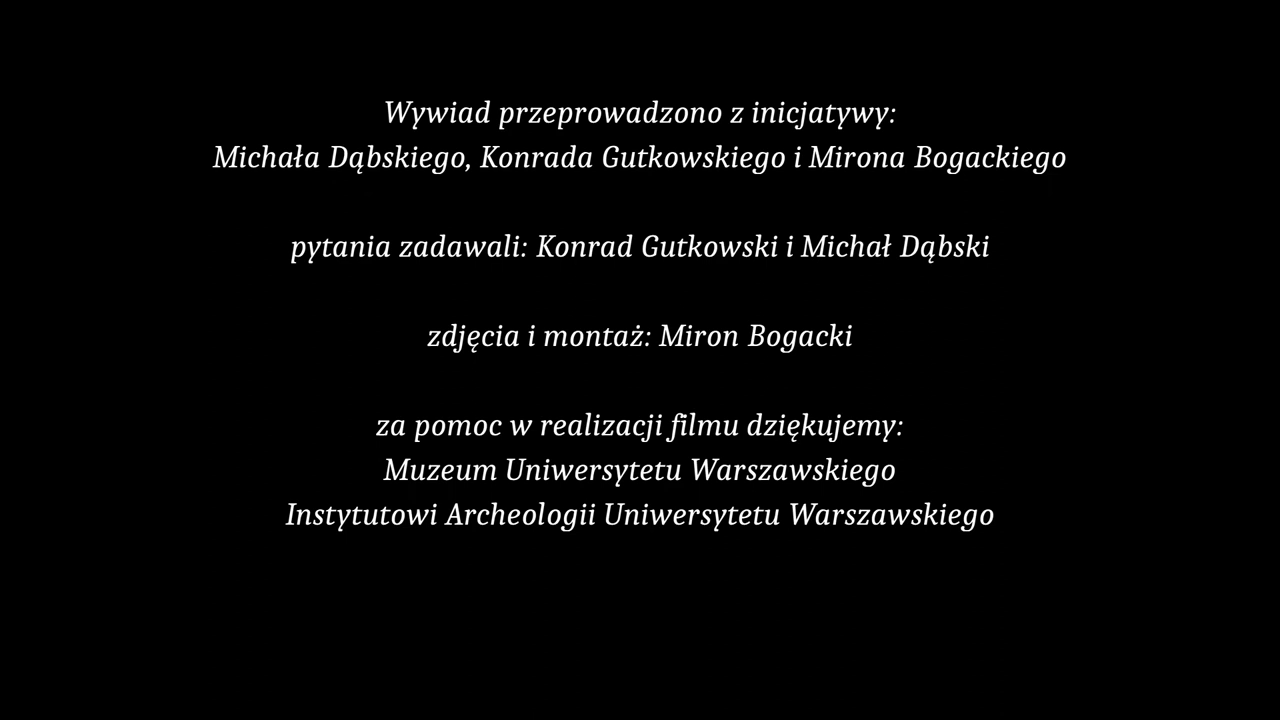 Wywiad przeprowadzono z inicjatywy:
Michała Dąbskiego, Konrada Gutkowskiego i Mirona Bogackiego
pytania zadawali: Konrad Gutkowski i Michał Dąbski
zdjęcia i montaż: Miron Bogacki
za pomoc w realizacji filmu dziękujemy:
Muzeum Uniwersytetu Warszawskiego
Instytutowi Archeologii Uniwersytetu Warszawskiego